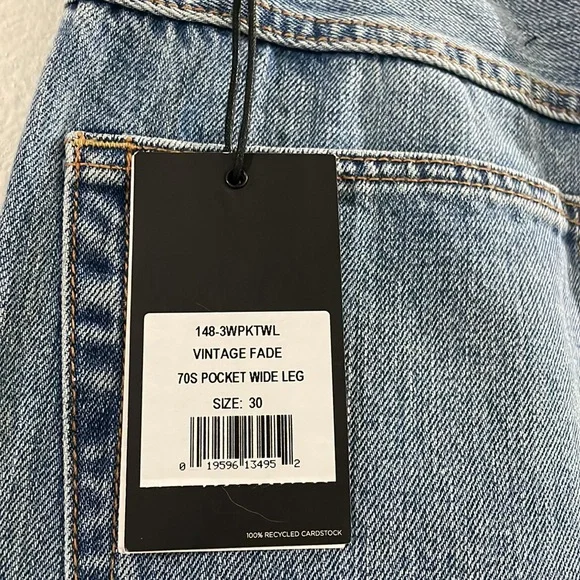 148-3WPKTWL
VINTAGE FADE
70S POCKET WIDE LEG
SIZE: 30
0 19596 13495 2
100% RECYCLED CARDSTOCK